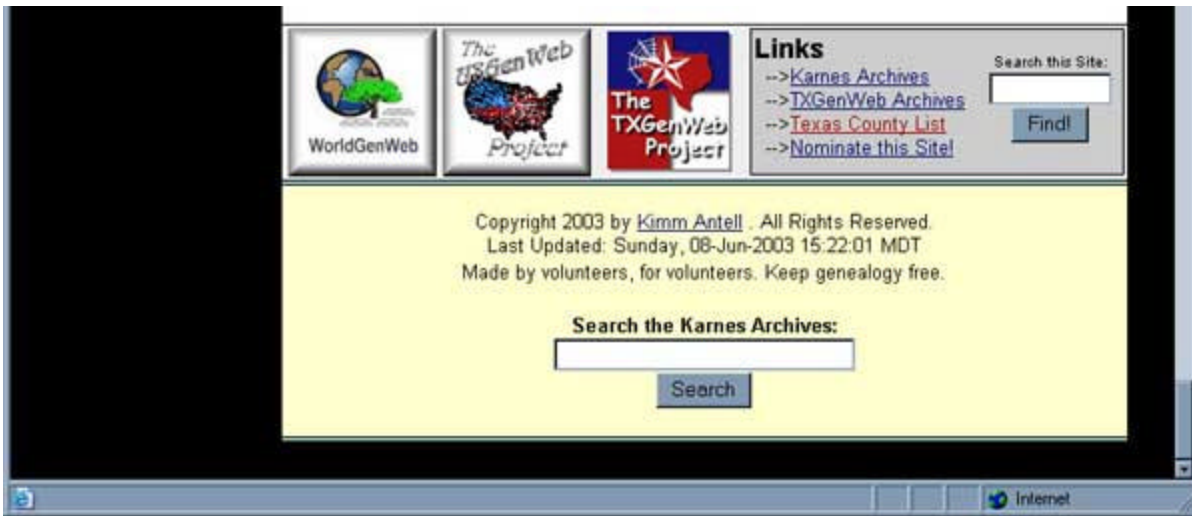 WorldGenWeb
The
USGenWeb
Project
The
TXGenWeb
Project
Links
-->Karnes Archives
-->TXGenWeb Archives
-->Texas County List
-->Nominate this Site!
Search this Site:
Find!
Copyright 2003 by Kimm Antell . All Rights Reserved.
Last Updated: Sunday, 08-Jun-2003 15:22:01 MDT
Made by volunteers, for volunteers. Keep genealogy free.
Search the Karnes Archives:
Search
Internet